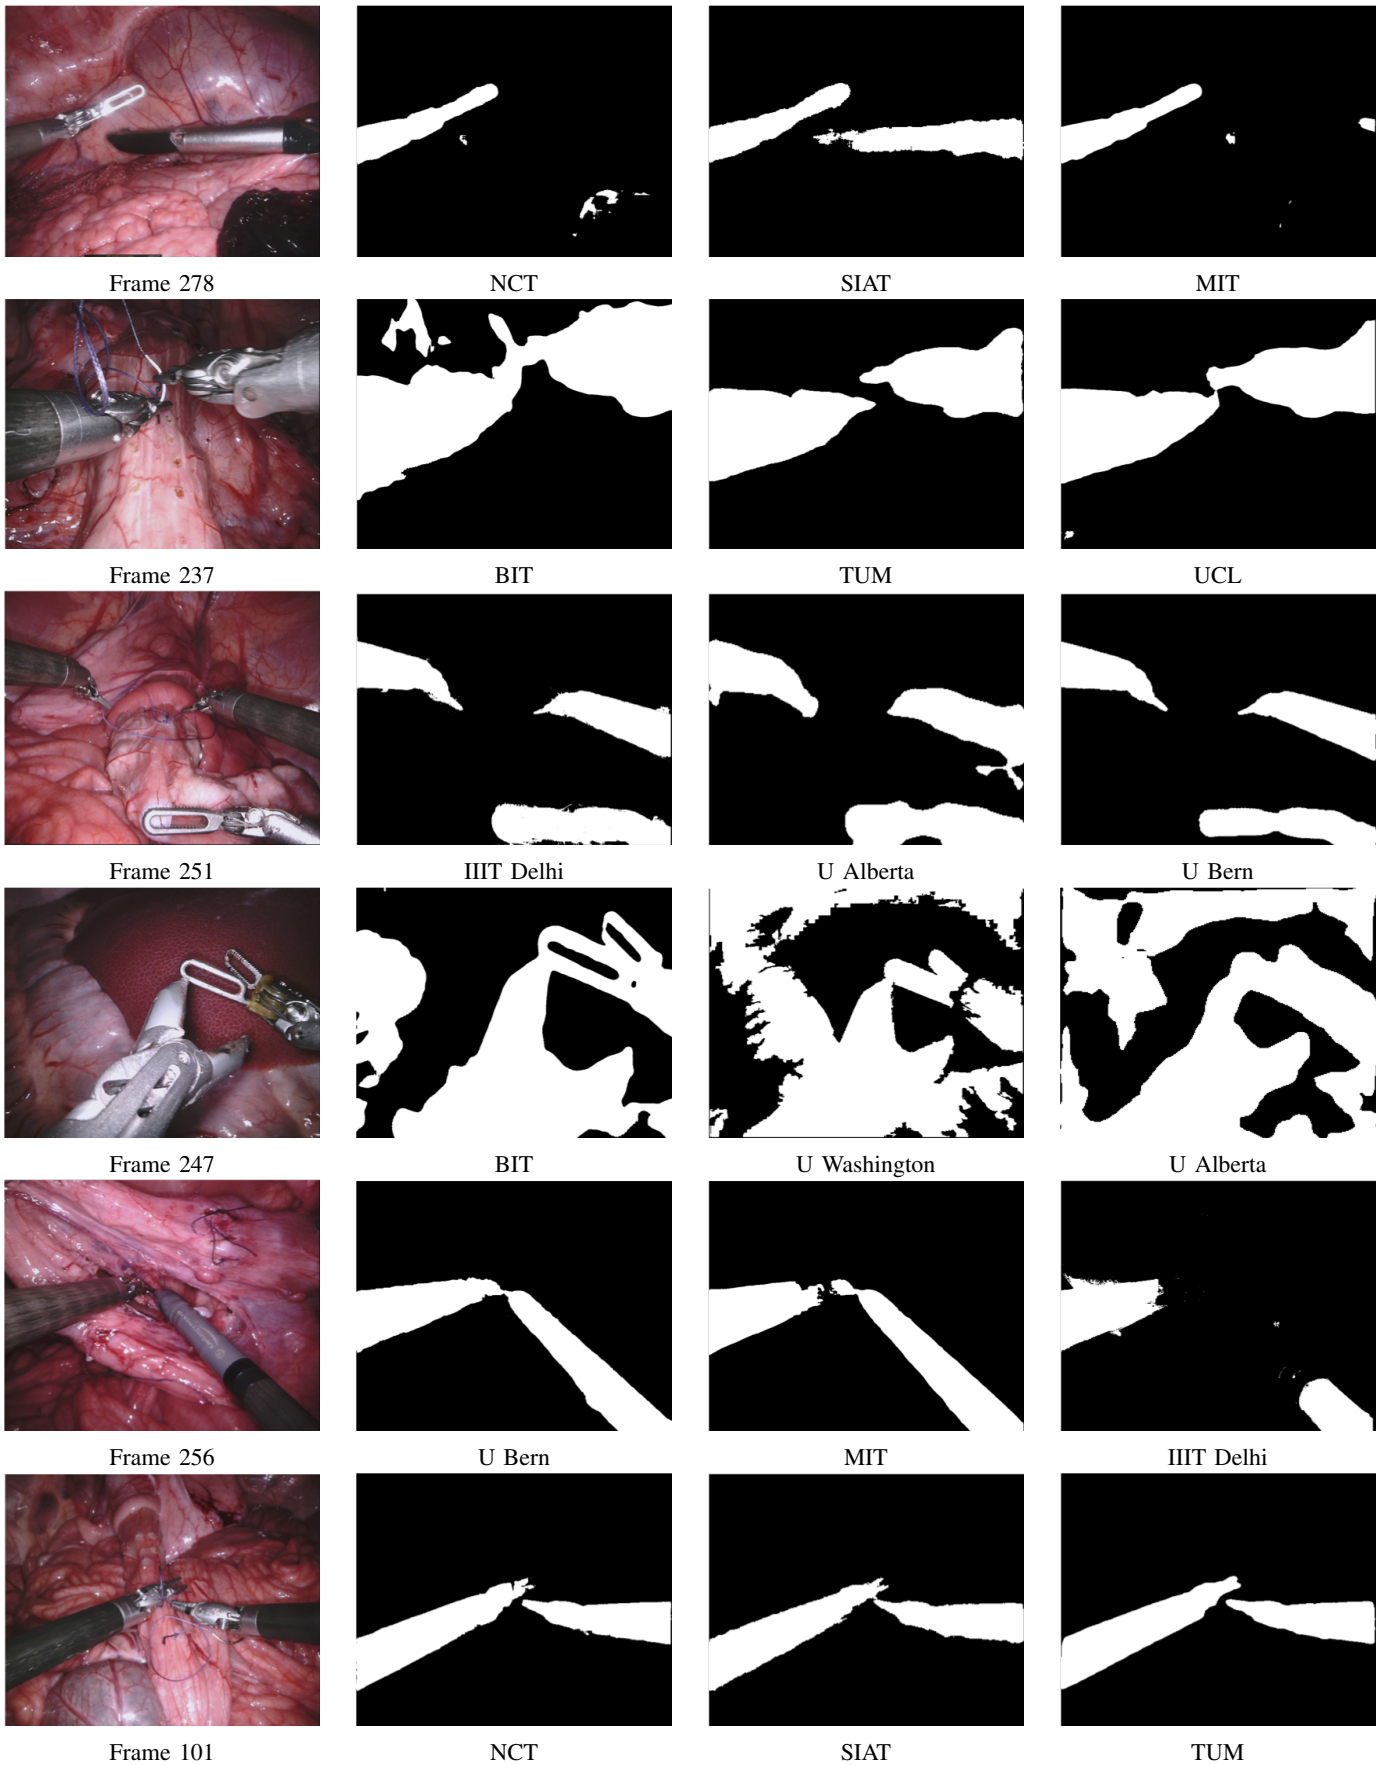 Frame 278 NCT SIAT MIT
Frame 237 BIT TUM UCL
Frame 251 IIIT Delhi U Alberta U Bern
Frame 247 BIT U Washington U Alberta
Frame 256 U Bern MIT IIIT Delhi
Frame 101 NCT SIAT TUM